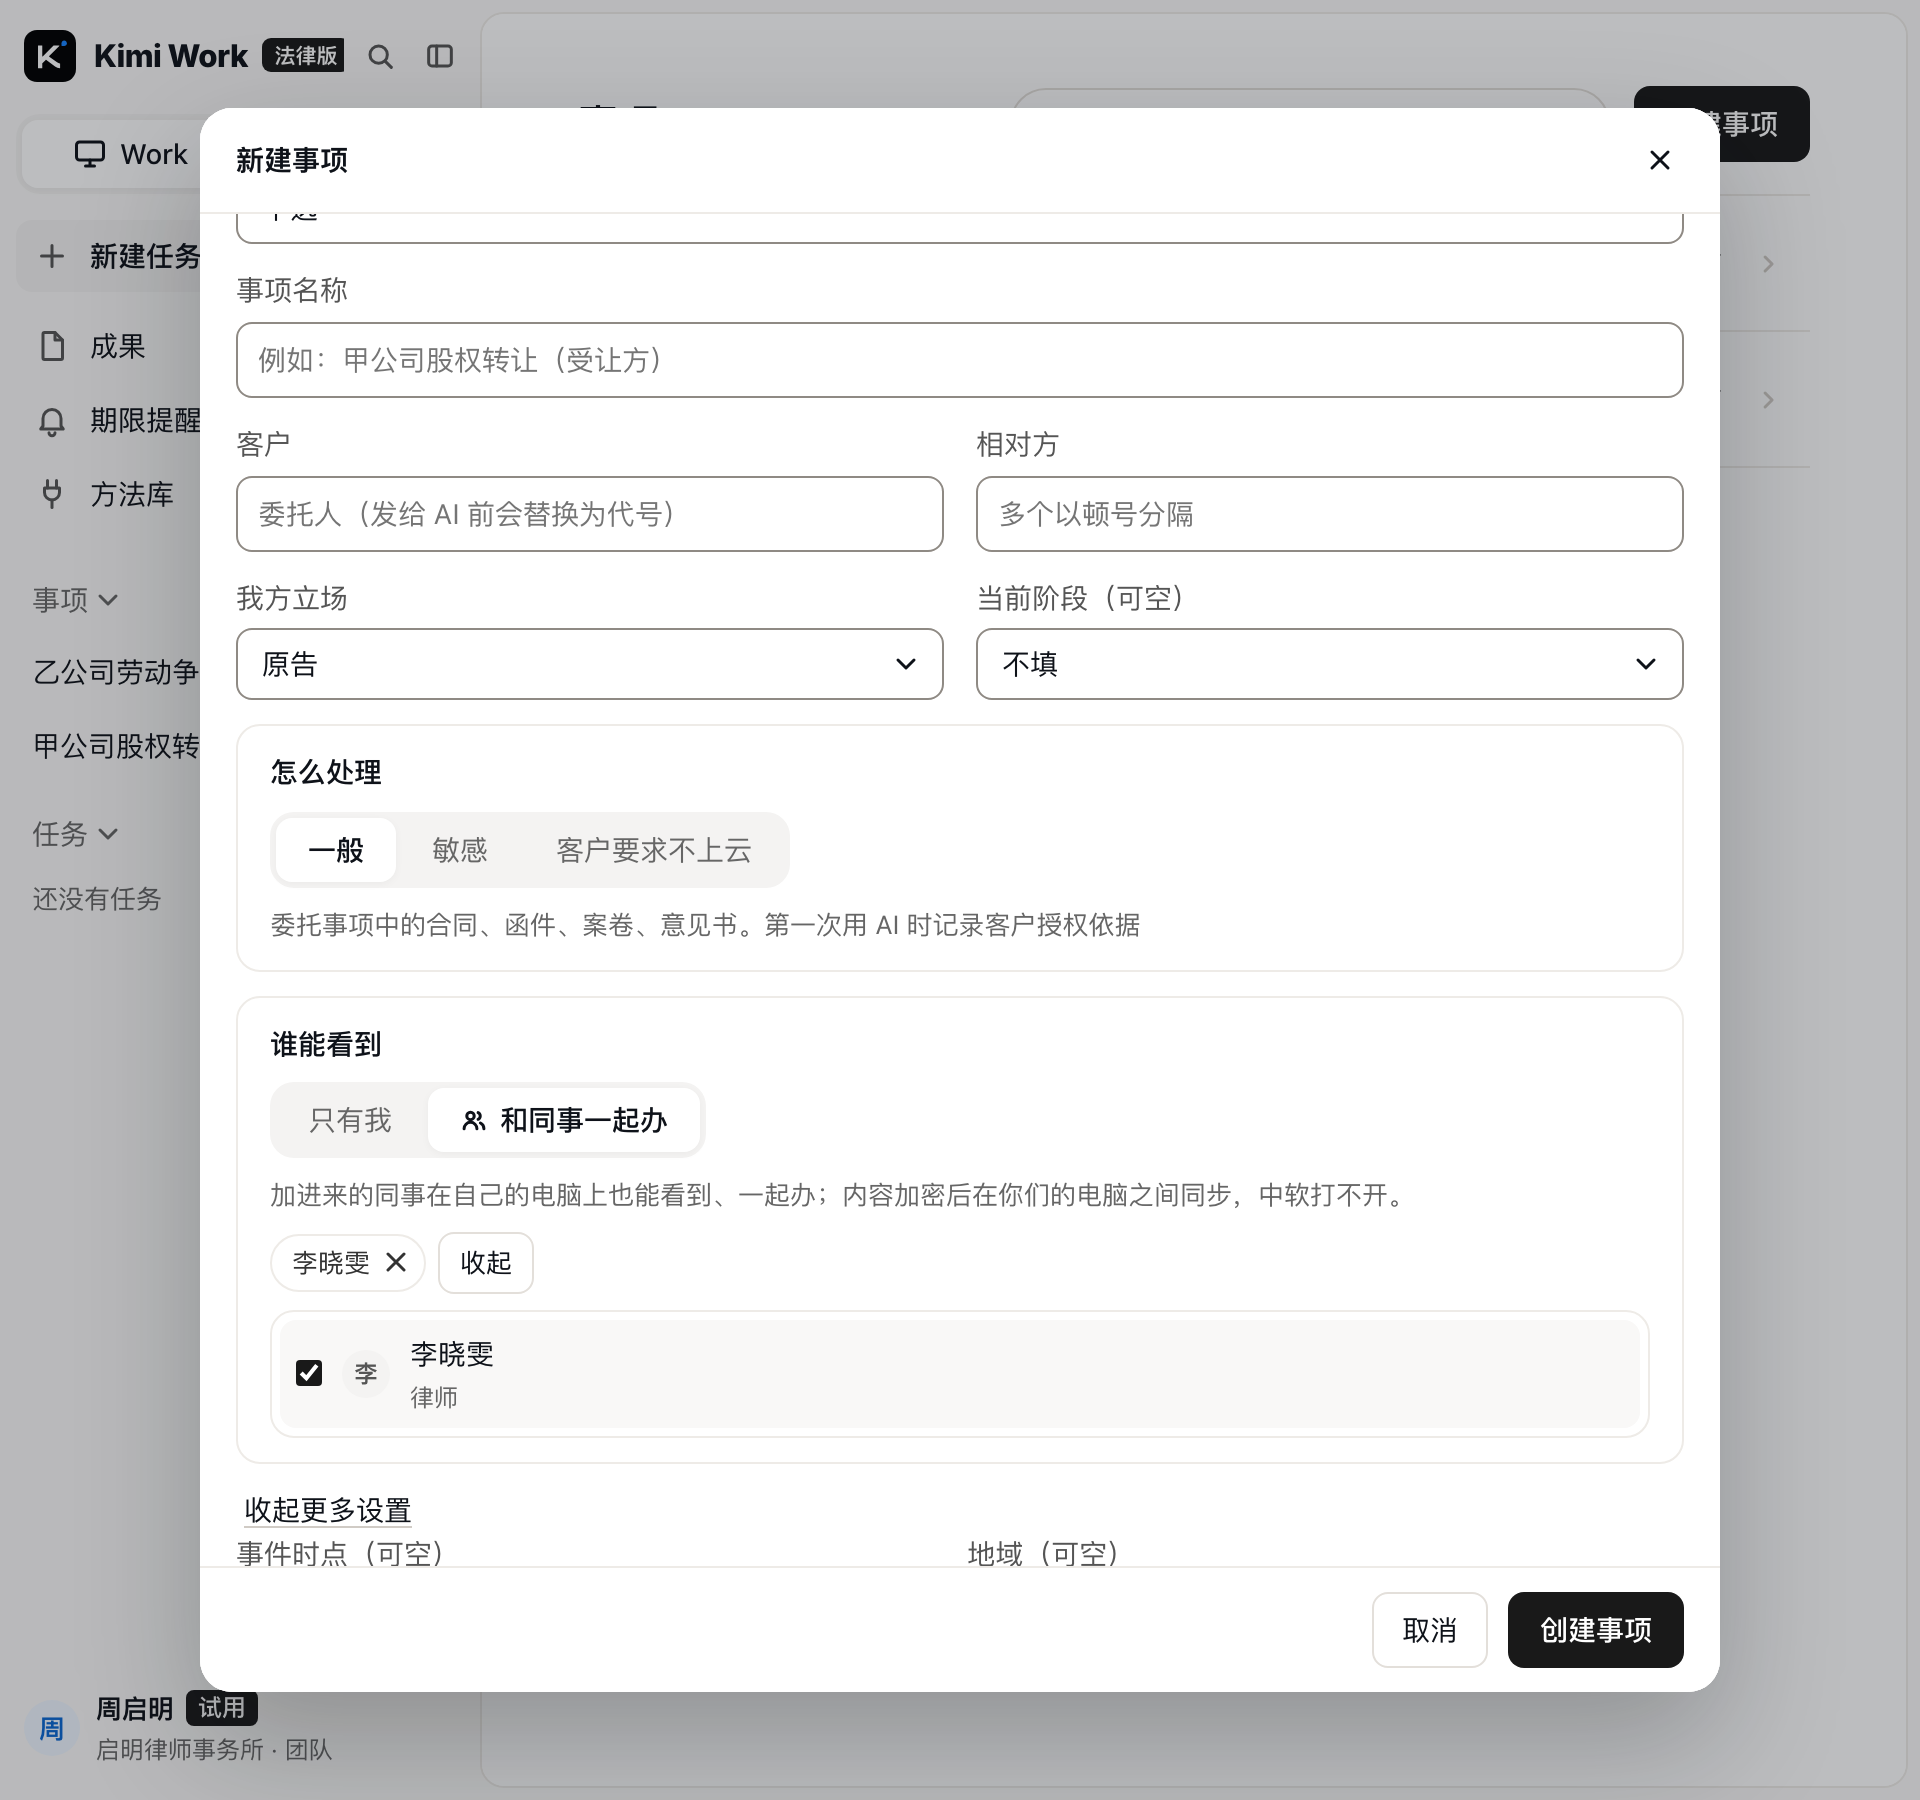 Kimi Work 法律版
Work
新建任务
成果
期限提醒
方法库
事项
乙公司劳动争
甲公司股权转
任务
还没有任务
周
周启明 试用
启明律师事务所 · 团队
建事项
新建事项
事项名称
例如：甲公司股权转让（受让方）
客户
相对方
委托人（发给 AI 前会替换为代号）
多个以顿号分隔
我方立场
当前阶段（可空）
原告
不填
怎么处理
一般 敏感 客户要求不上云
委托事项中的合同、函件、案卷、意见书。第一次用 AI 时记录客户授权依据
谁能看到
只有我 和同事一起办
加进来的同事在自己的电脑上也能看到、一起办；内容加密后在你们的电脑之间同步，中软打不开。
李晓雯 收起
李
李晓雯
律师
收起更多设置
事件时点（可空）
地域（可空）
取消 创建事项